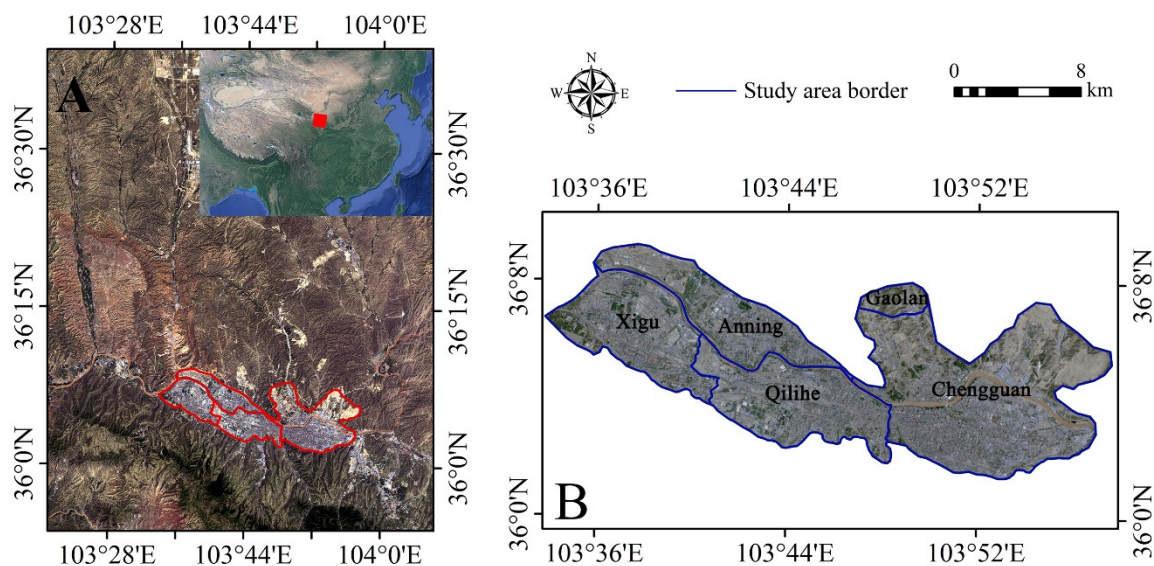 103°28'E 103°44'E 104°0'E
A
36°30'N 36°30'N
36°15'N 36°15'N
36°0'N 36°0'N
103°28'E 103°44'E 104°0'E
N
W E
S
Study area border
0 8
km
103°36'E 103°44'E 103°52'E
36°8'N 36°8'N
Gaolan
Xigu Anning
Qilihe Chengguan
36°0'N 36°0'N
B
103°36'E 103°44'E 103°52'E